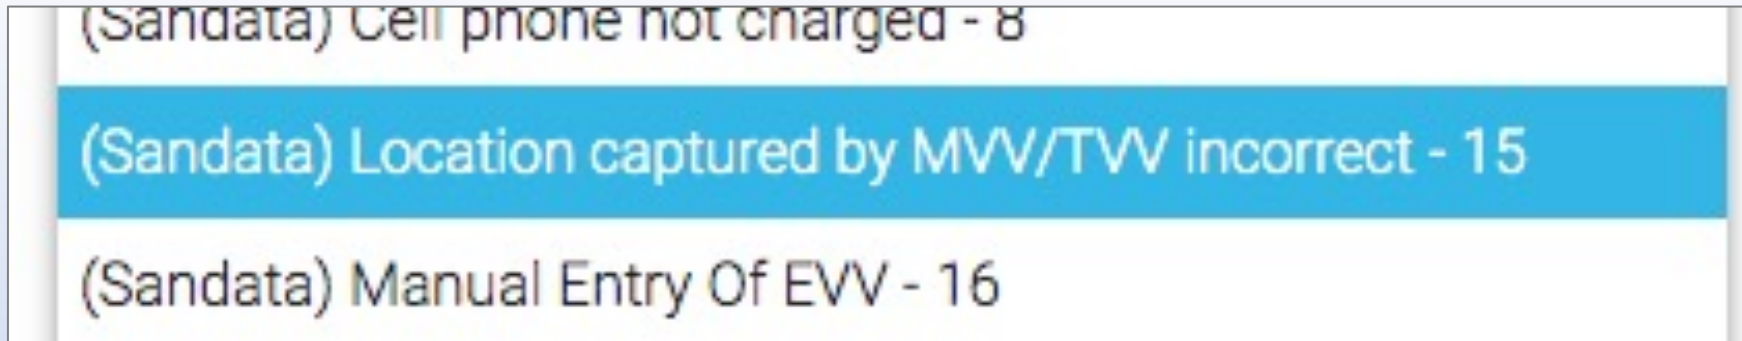 (Sandata) Cell phone not charged - 8
(Sandata) Location captured by MVV/TVV incorrect - 15
(Sandata) Manual Entry Of EVV - 16